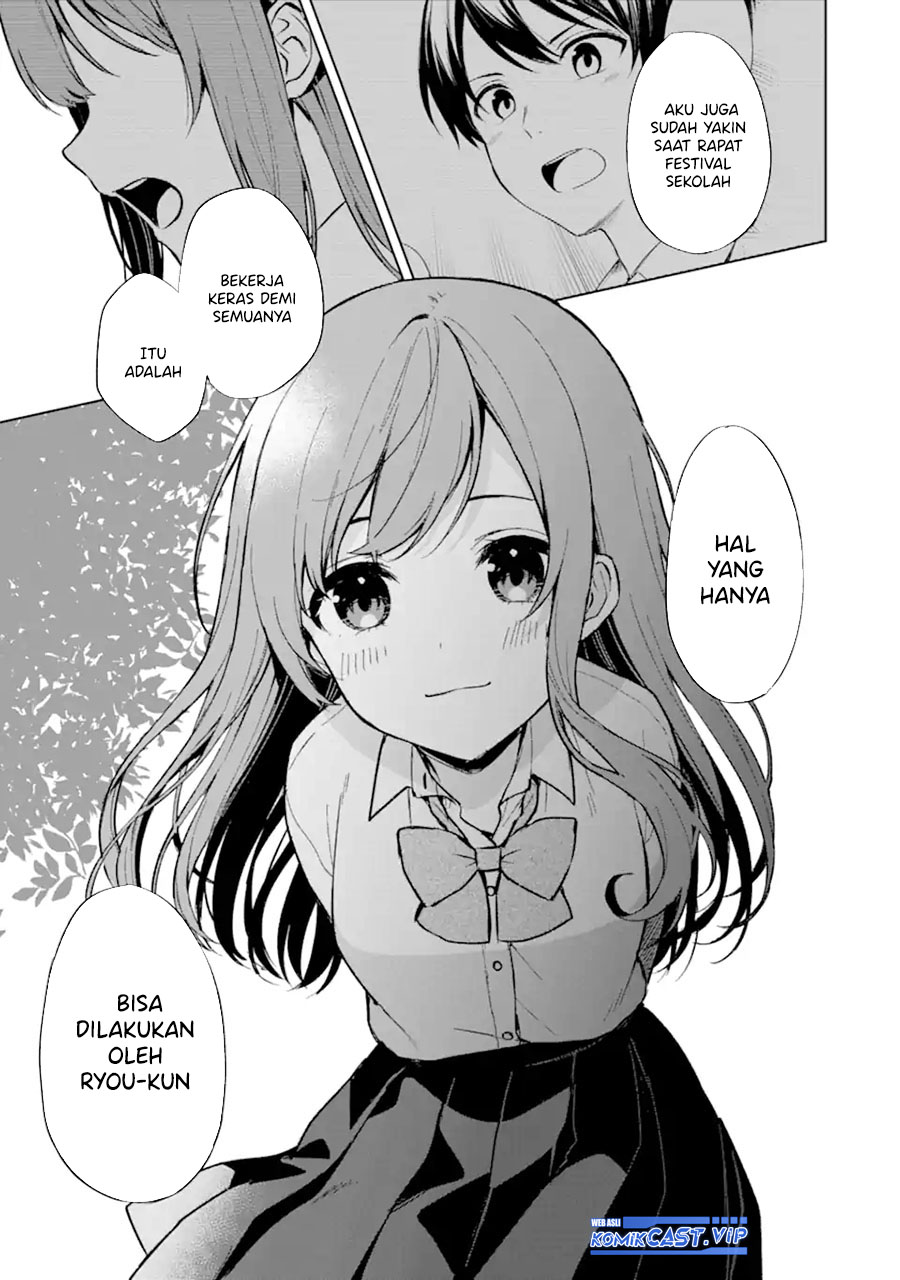 AKU JUGA
SUDAH YAKIN
SAAT RAPAT
FESTIVAL
SEKOLAH
BEKERJA
KERAS DEMI
SEMUANYA
ITU
ADALAH
HAL
YANG
HANYA
BISA
DILAKUKAN
OLEH
RYOU-KUN
WEB ASLI
KOMIKCAST.VIP